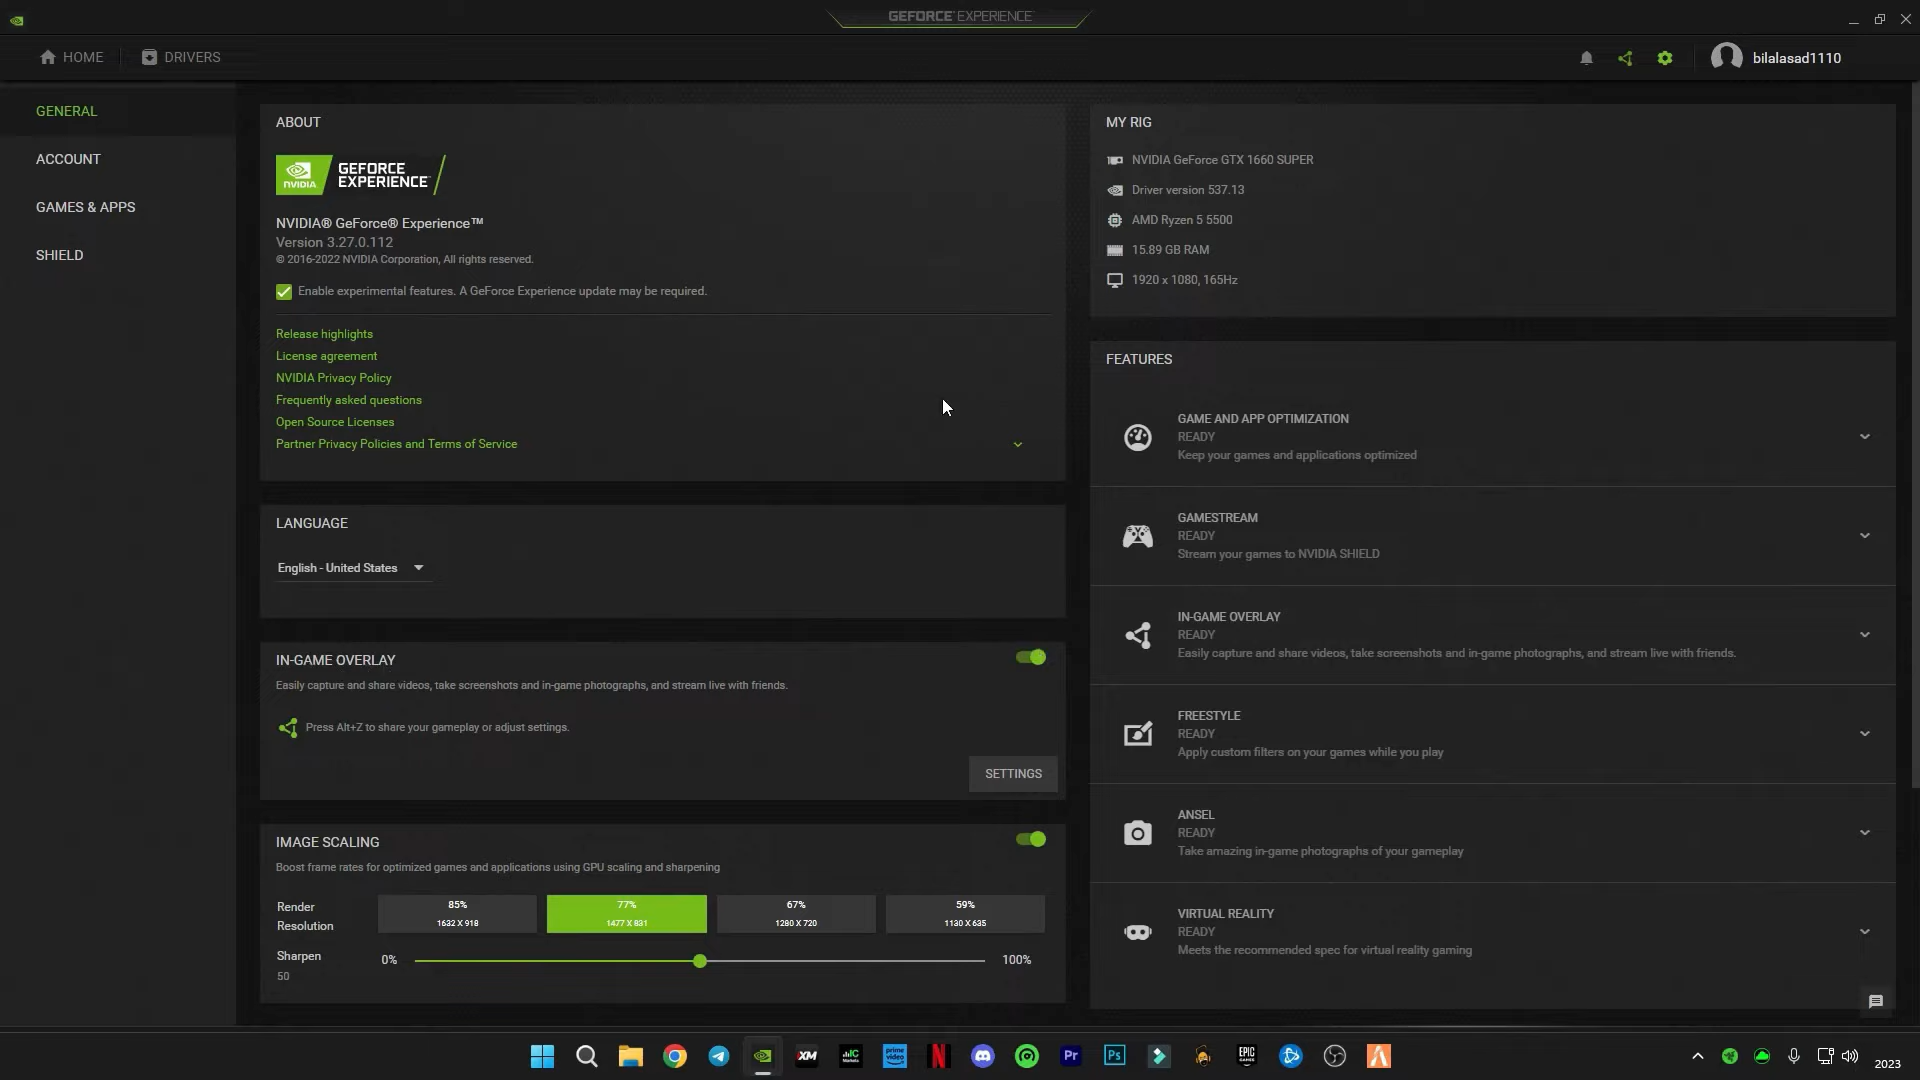 GEFORCE EXPERIENCE
HOME
DRIVERS
bilalasad1110
GENERAL
ACCOUNT
GAMES & APPS
SHIELD
ABOUT
NVIDIA
GEFORCE
EXPERIENCE
NVIDIA® GeForce® Experience™
Version 3.27.0.112
© 2016-2022 NVIDIA Corporation, All rights reserved.
Enable experimental features. A GeForce Experience update may be required.
Release highlights
License agreement
NVIDIA Privacy Policy
Frequently asked questions
Open Source Licenses
Partner Privacy Policies and Terms of Service
LANGUAGE
English - United States
IN-GAME OVERLAY
Easily capture and share videos, take screenshots and in-game photographs, and stream live with friends.
Press Alt+Z to share your gameplay or adjust settings.
SETTINGS
IMAGE SCALING
Boost frame rates for optimized games and applications using GPU scaling and sharpening
Render
Resolution
85%
1632 X 918
77%
1477 X 831
67%
1280 X 720
59%
1130 X 635
Sharpen
50
0%
100%
MY RIG
NVIDIA GeForce GTX 1660 SUPER
Driver version 537.13
AMD Ryzen 5 5500
15.89 GB RAM
1920 x 1080, 165Hz
FEATURES
GAME AND APP OPTIMIZATION
READY
Keep your games and applications optimized
GAMESTREAM
READY
Stream your games to NVIDIA SHIELD
IN-GAME OVERLAY
READY
Easily capture and share videos, take screenshots and in-game photographs, and stream live with friends.
FREESTYLE
READY
Apply custom filters on your games while you play
ANSEL
READY
Take amazing in-game photographs of your gameplay
VIRTUAL REALITY
READY
Meets the recommended spec for virtual reality gaming
XM
IC
Markets
prime video
N
Pr
Ps
EPIC
GAMES
2023